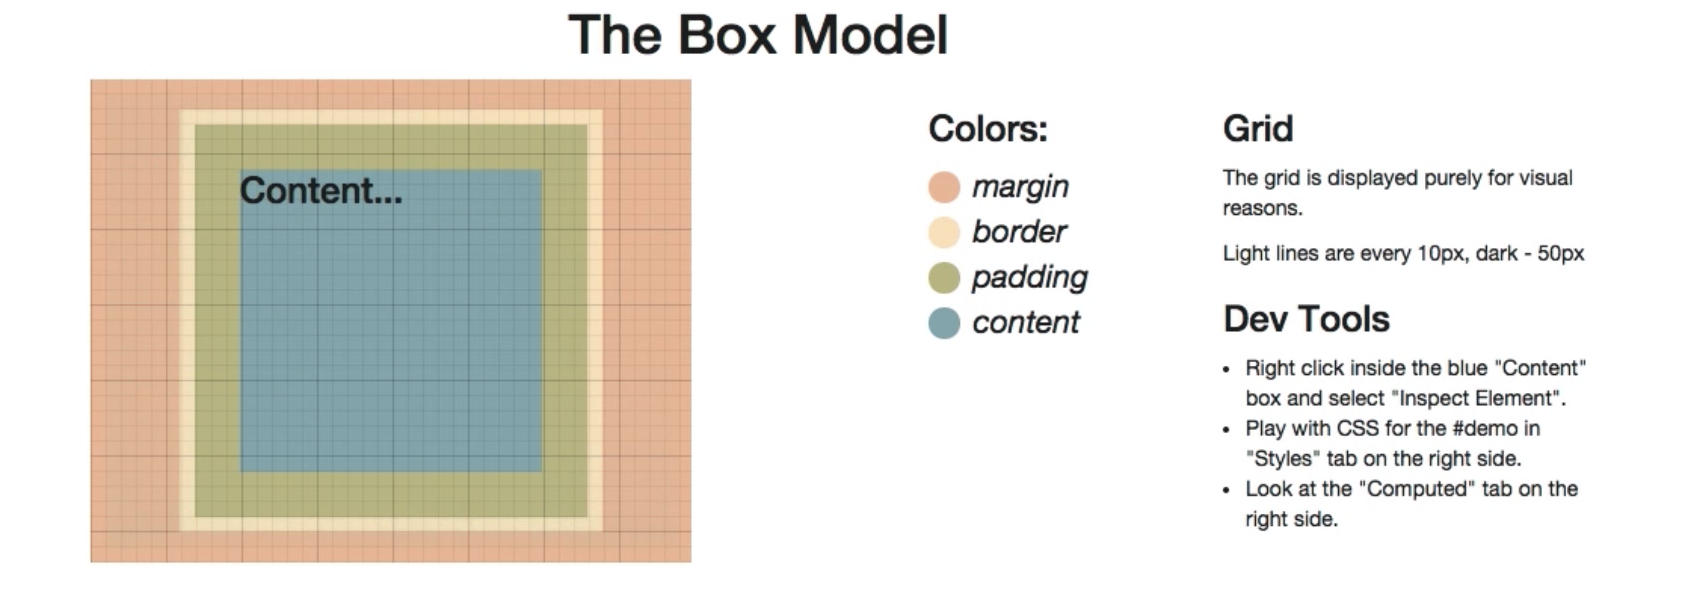 The Box Model
Content...
Colors:
margin
border
padding
content
Grid
The grid is displayed purely for visual
reasons.
Light lines are every 10px, dark - 50px
Dev Tools
• Right click inside the blue "Content"
box and select "Inspect Element".
• Play with CSS for the #demo in
"Styles" tab on the right side.
• Look at the "Computed" tab on the
right side.